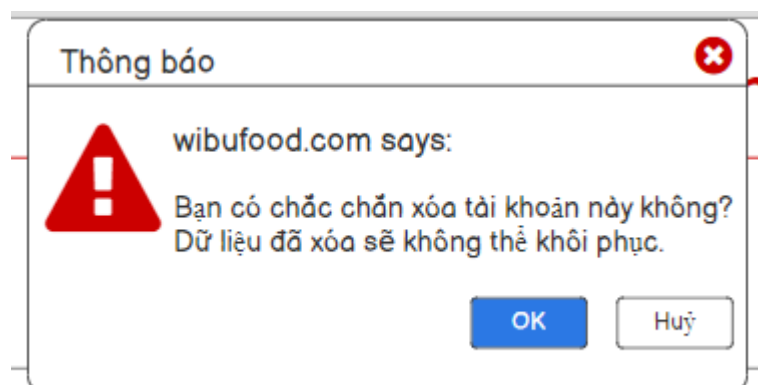 Thông báo
wibufood.com says:
Bạn có chắc chắn xóa tài khoản này không?
Dữ liệu đã xóa sẽ không thể khôi phục.
OK
Huỷ